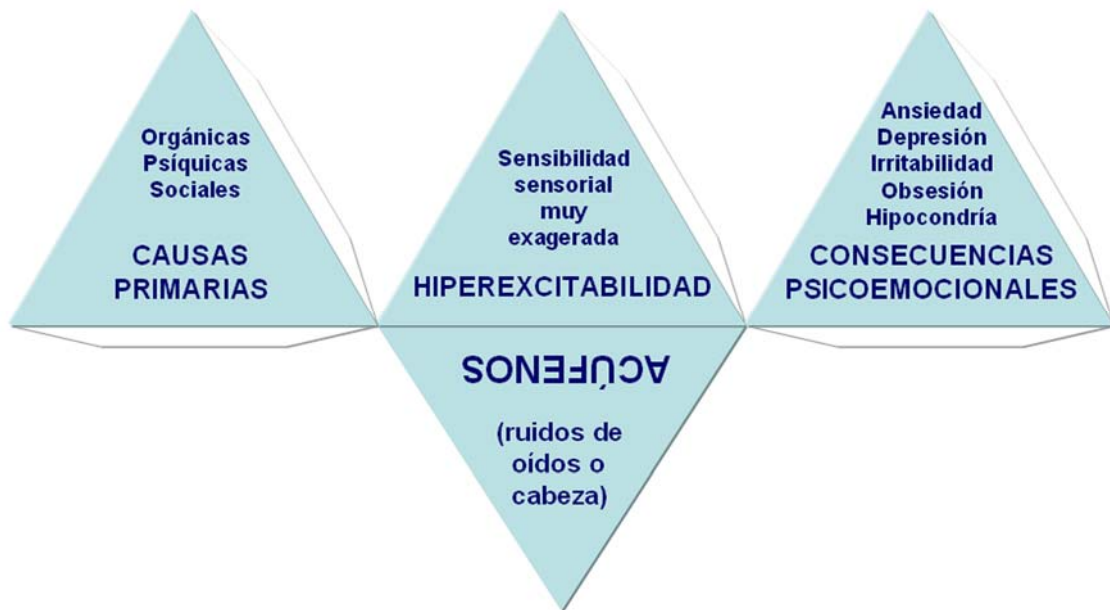 Orgánicas
Psíquicas
Sociales
CAUSAS
PRIMARIAS
Sensibilidad
sensorial
muy
exagerada
HIPEREXCITABILIDAD
Ansiedad
Depresión
Irritabilidad
Obsesión
Hipocondría
CONSECUENCIAS
PSICOEMOCIONALES
ACÚFENOS
(ruidos de
oídos o
cabeza)